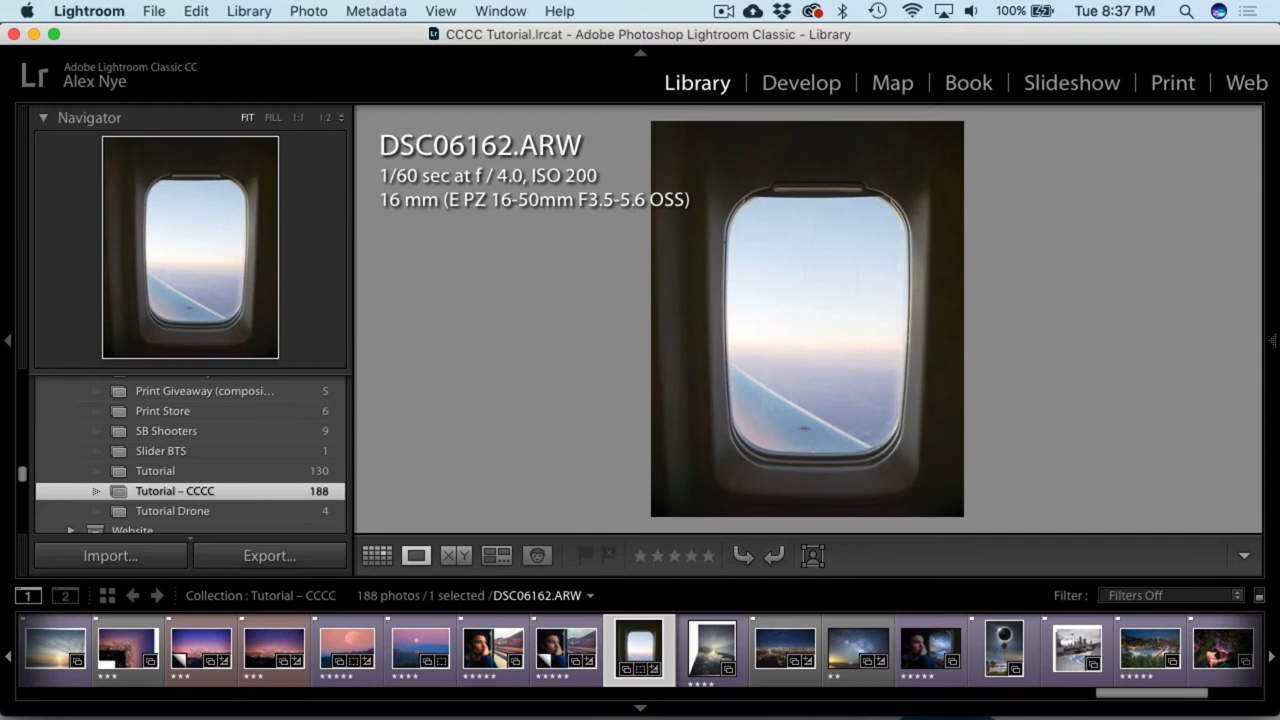 Lightroom File Edit Library Photo Metadata View Window Help 100% Tue 8:37 PM
Lr CCCC Tutorial.lrcat - Adobe Photoshop Lightroom Classic - Library
Lr Adobe Lightroom Classic CC
Alex Nye
Library | Develop | Map | Book | Slideshow | Print | Web
Navigator FIT FILL 1:1 1:2
DSC06162.ARW
1/60 sec at f / 4.0, ISO 200
16 mm (E PZ 16-50mm F3.5-5.6 OSS)
Print Giveaway (composi... 5
Print Store 6
SB Shooters 9
Slider BTS 1
Tutorial 130
Tutorial – CCCC 188
Tutorial Drone 4
Website
Import... Export...
X Y
1 2 Collection : Tutorial – CCCC 188 photos / 1 selected / DSC06162.ARW Filter : Filters Off